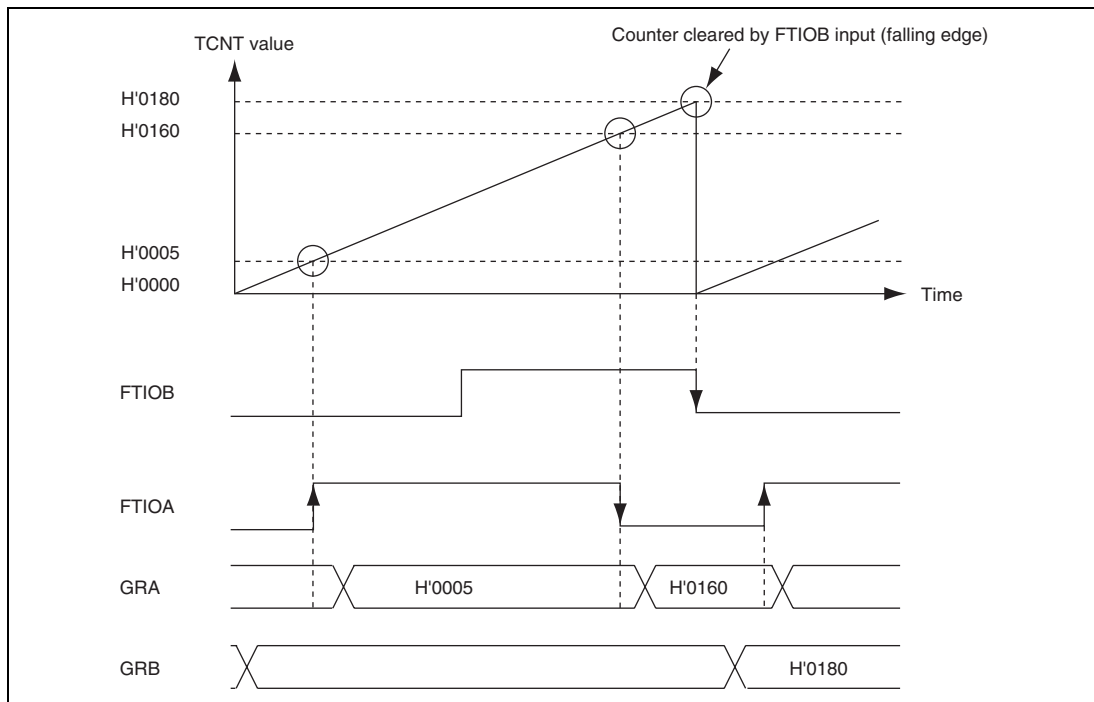 Counter cleared by FTIOB input (falling edge)
TCNT value
H'0180
H'0160
H'0005
H'0000
Time
FTIOB
FTIOA
GRA
H'0005
H'0160
GRB
H'0180